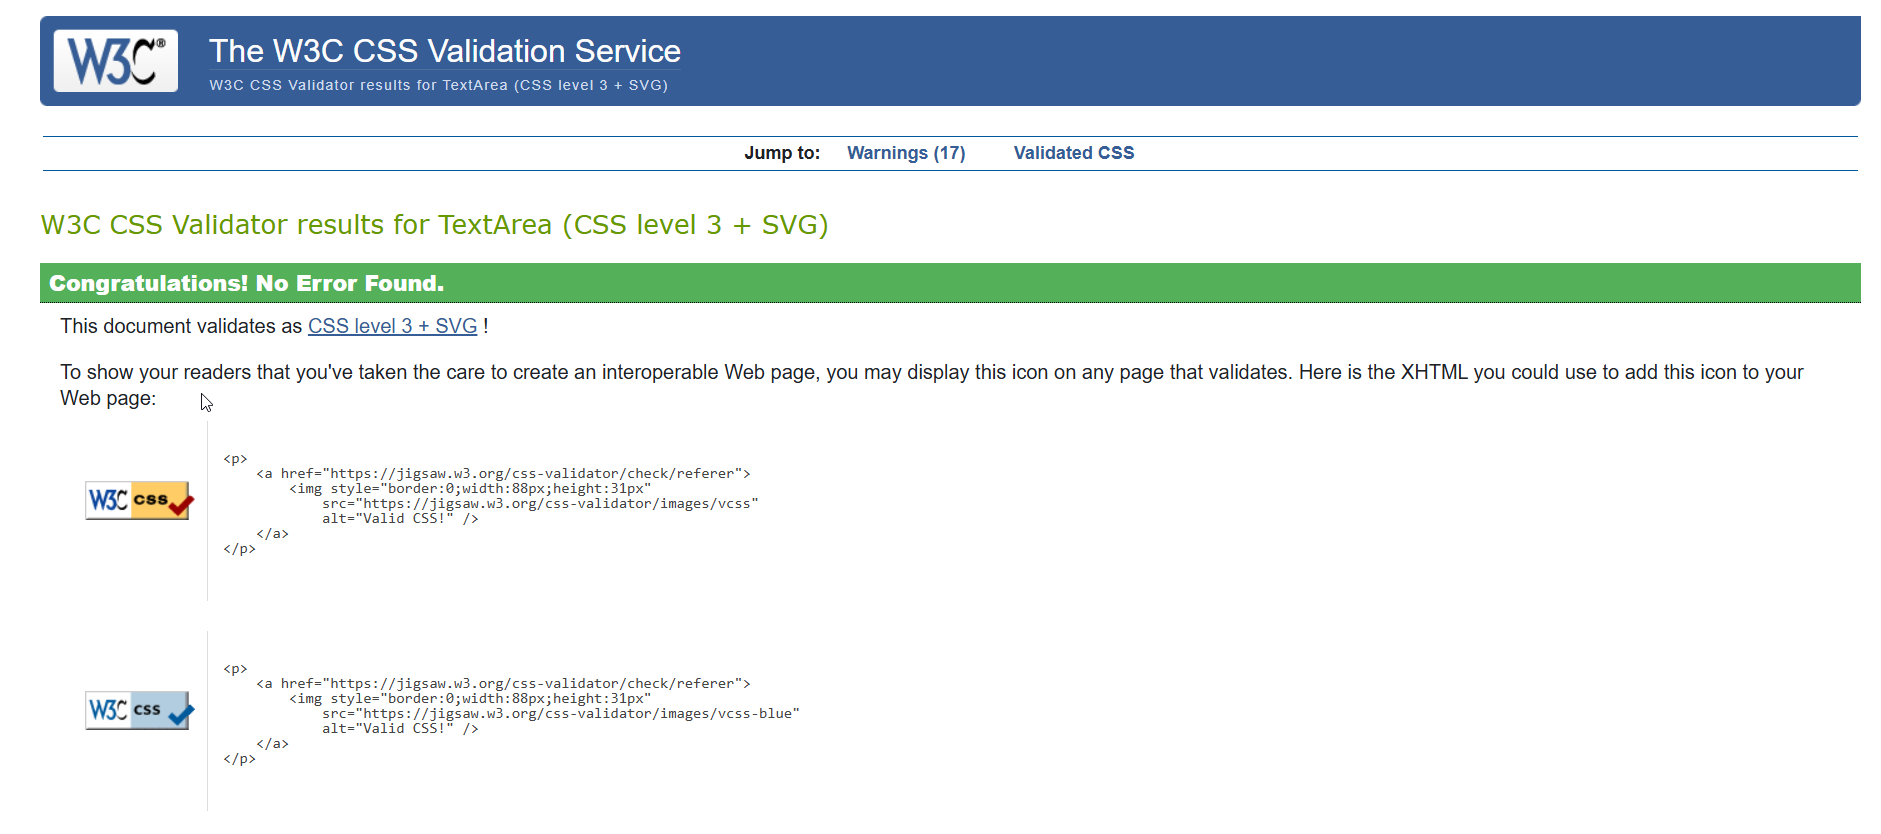 W3C®
The W3C CSS Validation Service
W3C CSS Validator results for TextArea (CSS level 3 + SVG)
Jump to: Warnings (17) Validated CSS
W3C CSS Validator results for TextArea (CSS level 3 + SVG)
Congratulations! No Error Found.
This document validates as CSS level 3 + SVG !
To show your readers that you've taken the care to create an interoperable Web page, you may display this icon on any page that validates. Here is the XHTML you could use to add this icon to your
Web page:
W3C css
<p>
<a href="https://jigsaw.w3.org/css-validator/check/referer">
<img style="border:0;width:88px;height:31px"
src="https://jigsaw.w3.org/css-validator/images/vcss"
alt="Valid CSS!" />
</a>
</p>
W3C css
<p>
<a href="https://jigsaw.w3.org/css-validator/check/referer">
<img style="border:0;width:88px;height:31px"
src="https://jigsaw.w3.org/css-validator/images/vcss-blue"
alt="Valid CSS!" />
</a>
</p>